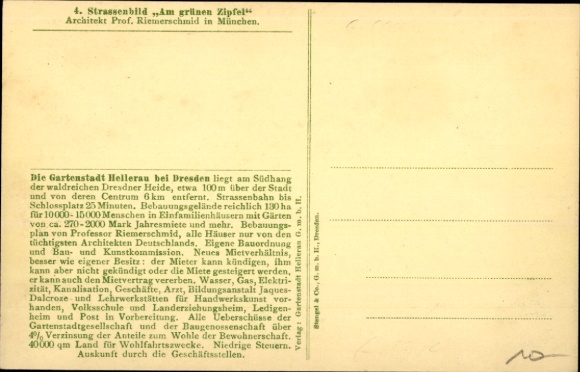 4. Strassenbild „Am grünen Zipfel“
Architekt Prof. Riemerschmid in München.
Die Gartenstadt Hellerau bei Dresden liegt am Südhang
der waldreichen Dresdner Heide, etwa 100 m über der Stadt
und von deren Centrum 6 km entfernt. Strassenbahn bis
Schlossplatz 25 Minuten. Bebauungsgelände reichlich 130 ha
für 10000-15000 Menschen in Einfamilienhäusern mit Gärten
von ca. 270-2000 Mark Jahresmiete und mehr. Bebauungs-
plan von Professor Riemerschmid, alle Häuser nur von den
tüchtigsten Architekten Deutschlands. Eigene Bauordnung
und Bau- und Kunstkommission. Neues Mietverhältnis,
besser wie eigener Besitz: der Mieter kann kündigen, ihm
kann aber nicht gekündigt oder die Miete gesteigert werden,
er kann auch den Mietvertrag vererben. Wasser, Gas, Elektri-
zität, Kanalisation, Geschäfte, Arzt, Bildungsanstalt Jaques-
Dalcroze und Lehrwerkstätten für Handwerkskunst vor-
handen, Volksschule und Landerziehungsheim, Ledigen-
heim und Post in Vorbereitung. Alle Ueberschüsse der
Gartenstadtgesellschaft und der Baugenossenschaft über
4% Verzinsung der Anteile zum Wohle der Bewohnerschaft.
40000 qm Land für Wohlfahrtszwecke. Niedrige Steuern.
Auskunft durch die Geschäftsstellen.
Verlag: Gartenstadt Hellerau G. m. b. H.
Stengel & Co., G. m. b. H., Dresden.
10